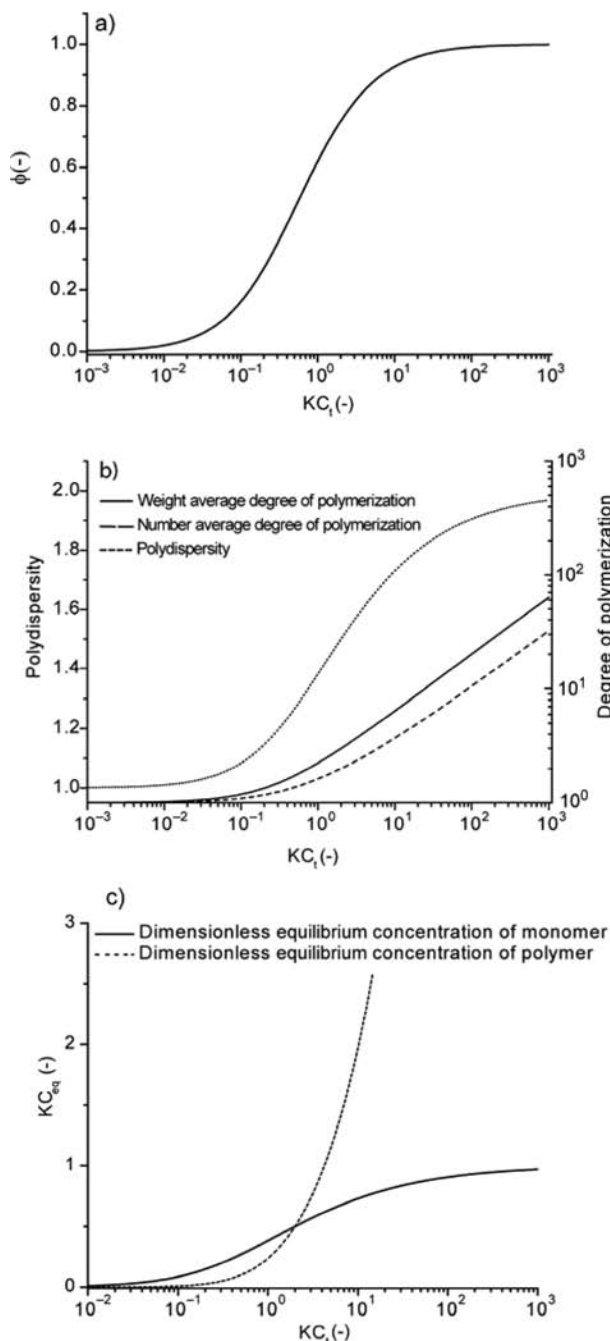 a)
1.0
0.8
0.6
0.4
0.2
0.0
ϕ(-)
10⁻³ 10⁻² 10⁻¹ 10⁰ 10¹ 10² 10³
KCₜ(-)
b)
Weight average degree of polymerization
Number average degree of polymerization
Polydispersity
2.0
1.8
1.6
1.4
1.2
1.0
Polydispersity
10³
10²
10¹
10⁰
Degree of polymerization
10⁻³ 10⁻² 10⁻¹ 10⁰ 10¹ 10² 10³
KCₜ(-)
c)
Dimensionless equilibrium concentration of monomer
Dimensionless equilibrium concentration of polymer
3
2
1
0
KC_eq (-)
10⁻² 10⁻¹ 10⁰ 10¹ 10² 10³
KCₜ(-)